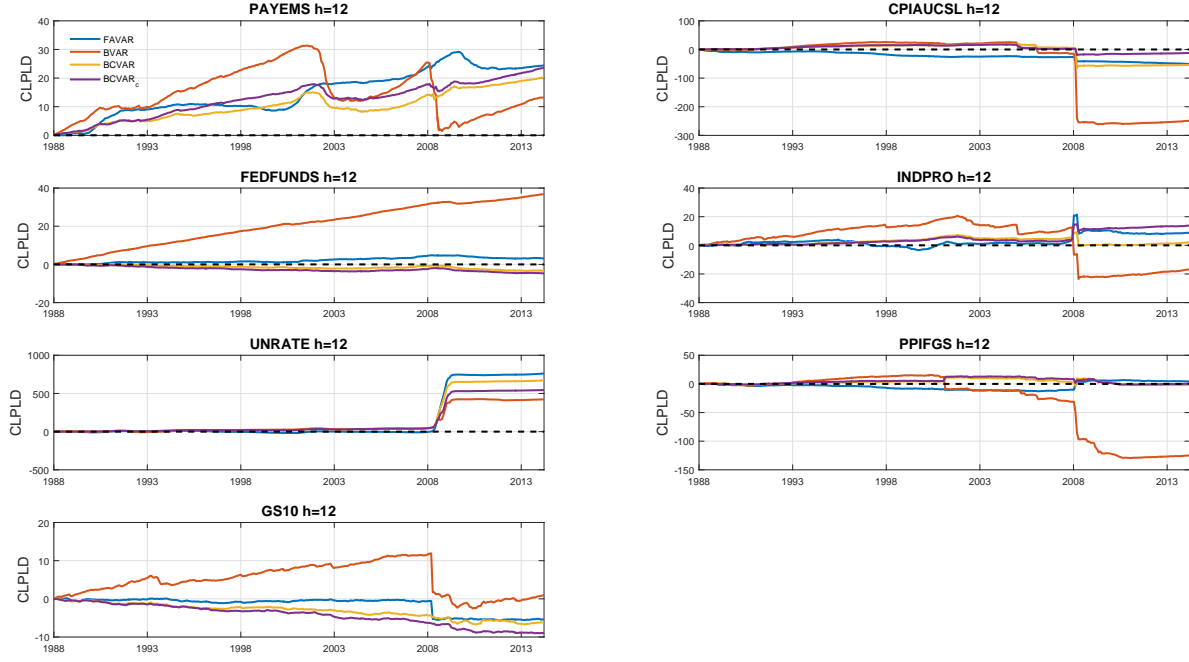 PAYEMS h=12
CLPLD
40
30
20
10
0
FAVAR
BVAR
BCVAR
BCVARc
1988 1993 1998 2003 2008 2013
CPIAUCSL h=12
CLPLD
100
0
-100
-200
-300
1988 1993 1998 2003 2008 2013
FEDFUNDS h=12
CLPLD
40
20
0
-20
1988 1993 1998 2003 2008 2013
INDPRO h=12
CLPLD
40
20
0
-20
-40
1988 1993 1998 2003 2008 2013
UNRATE h=12
CLPLD
1000
500
0
-500
1988 1993 1998 2003 2008 2013
PPIFGS h=12
CLPLD
50
0
-50
-100
-150
1988 1993 1998 2003 2008 2013
GS10 h=12
CLPLD
20
10
0
-10
1988 1993 1998 2003 2008 2013